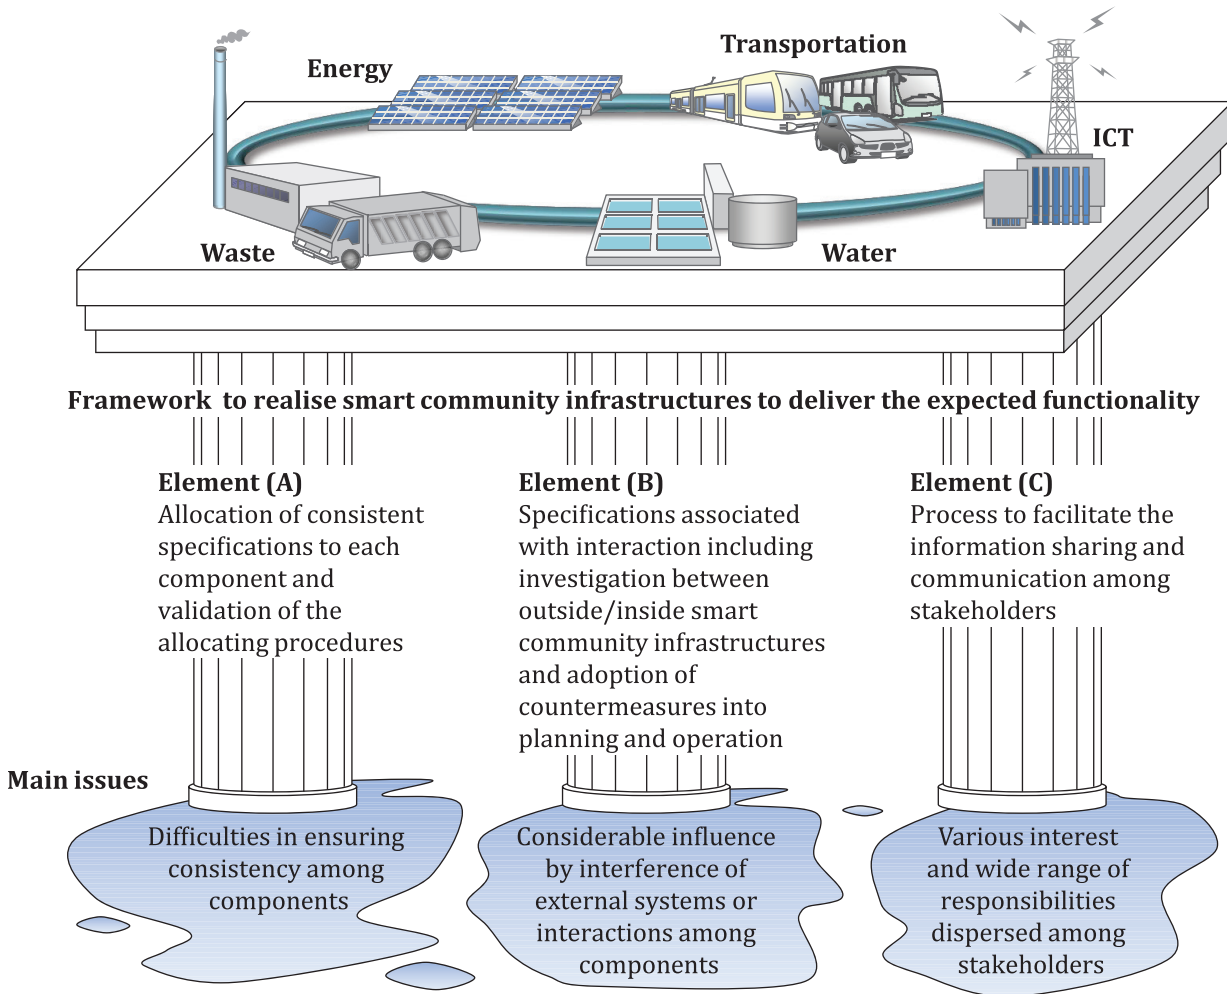 Transportation
Energy
ICT
Waste
Water
Framework to realise smart community infrastructures to deliver the expected functionality
Element (A)
Allocation of consistent
specifications to each
component and
validation of the
allocating procedures
Element (B)
Specifications associated
with interaction including
investigation between
outside/inside smart
community infrastructures
and adoption of
countermeasures into
planning and operation
Element (C)
Process to facilitate the
information sharing and
communication among
stakeholders
Main issues
Difficulties in ensuring
consistency among
components
Considerable influence
by interference of
external systems or
interactions among
components
Various interest
and wide range of
responsibilities
dispersed among
stakeholders